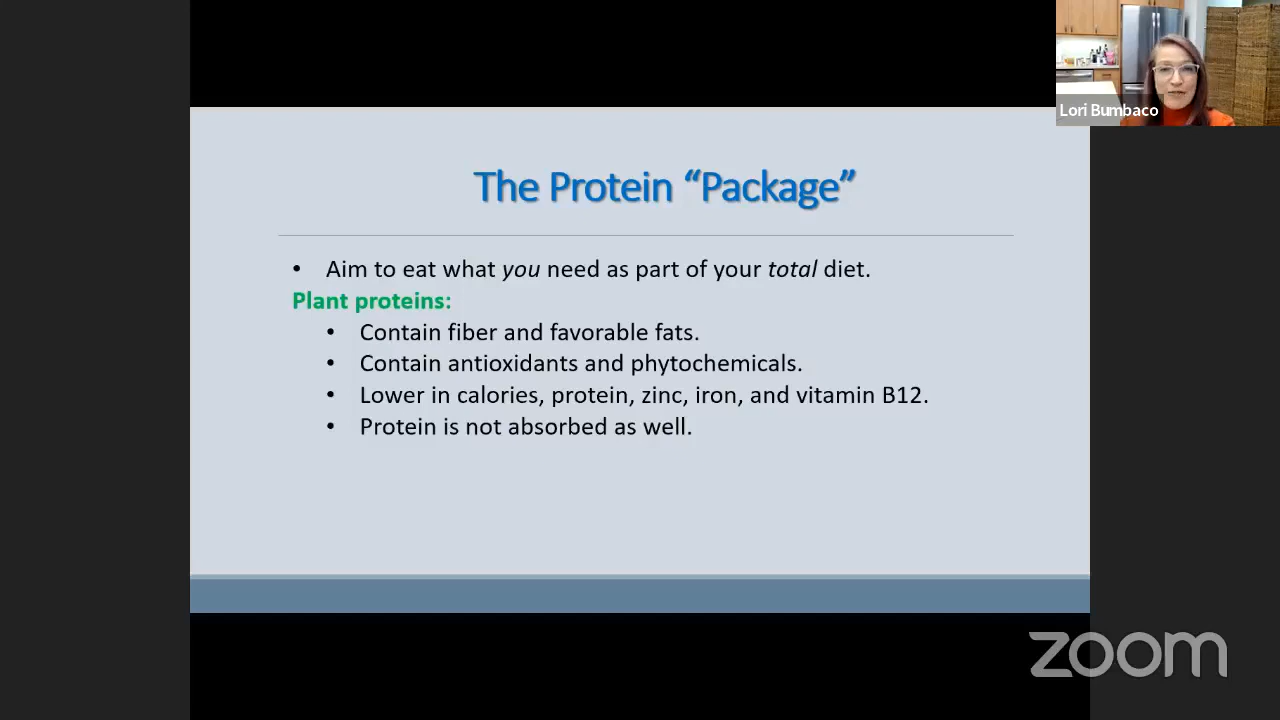 Lori Bumbaco
The Protein “Package”
• Aim to eat what you need as part of your total diet.
Plant proteins:
• Contain fiber and favorable fats.
• Contain antioxidants and phytochemicals.
• Lower in calories, protein, zinc, iron, and vitamin B12.
• Protein is not absorbed as well.
zoom